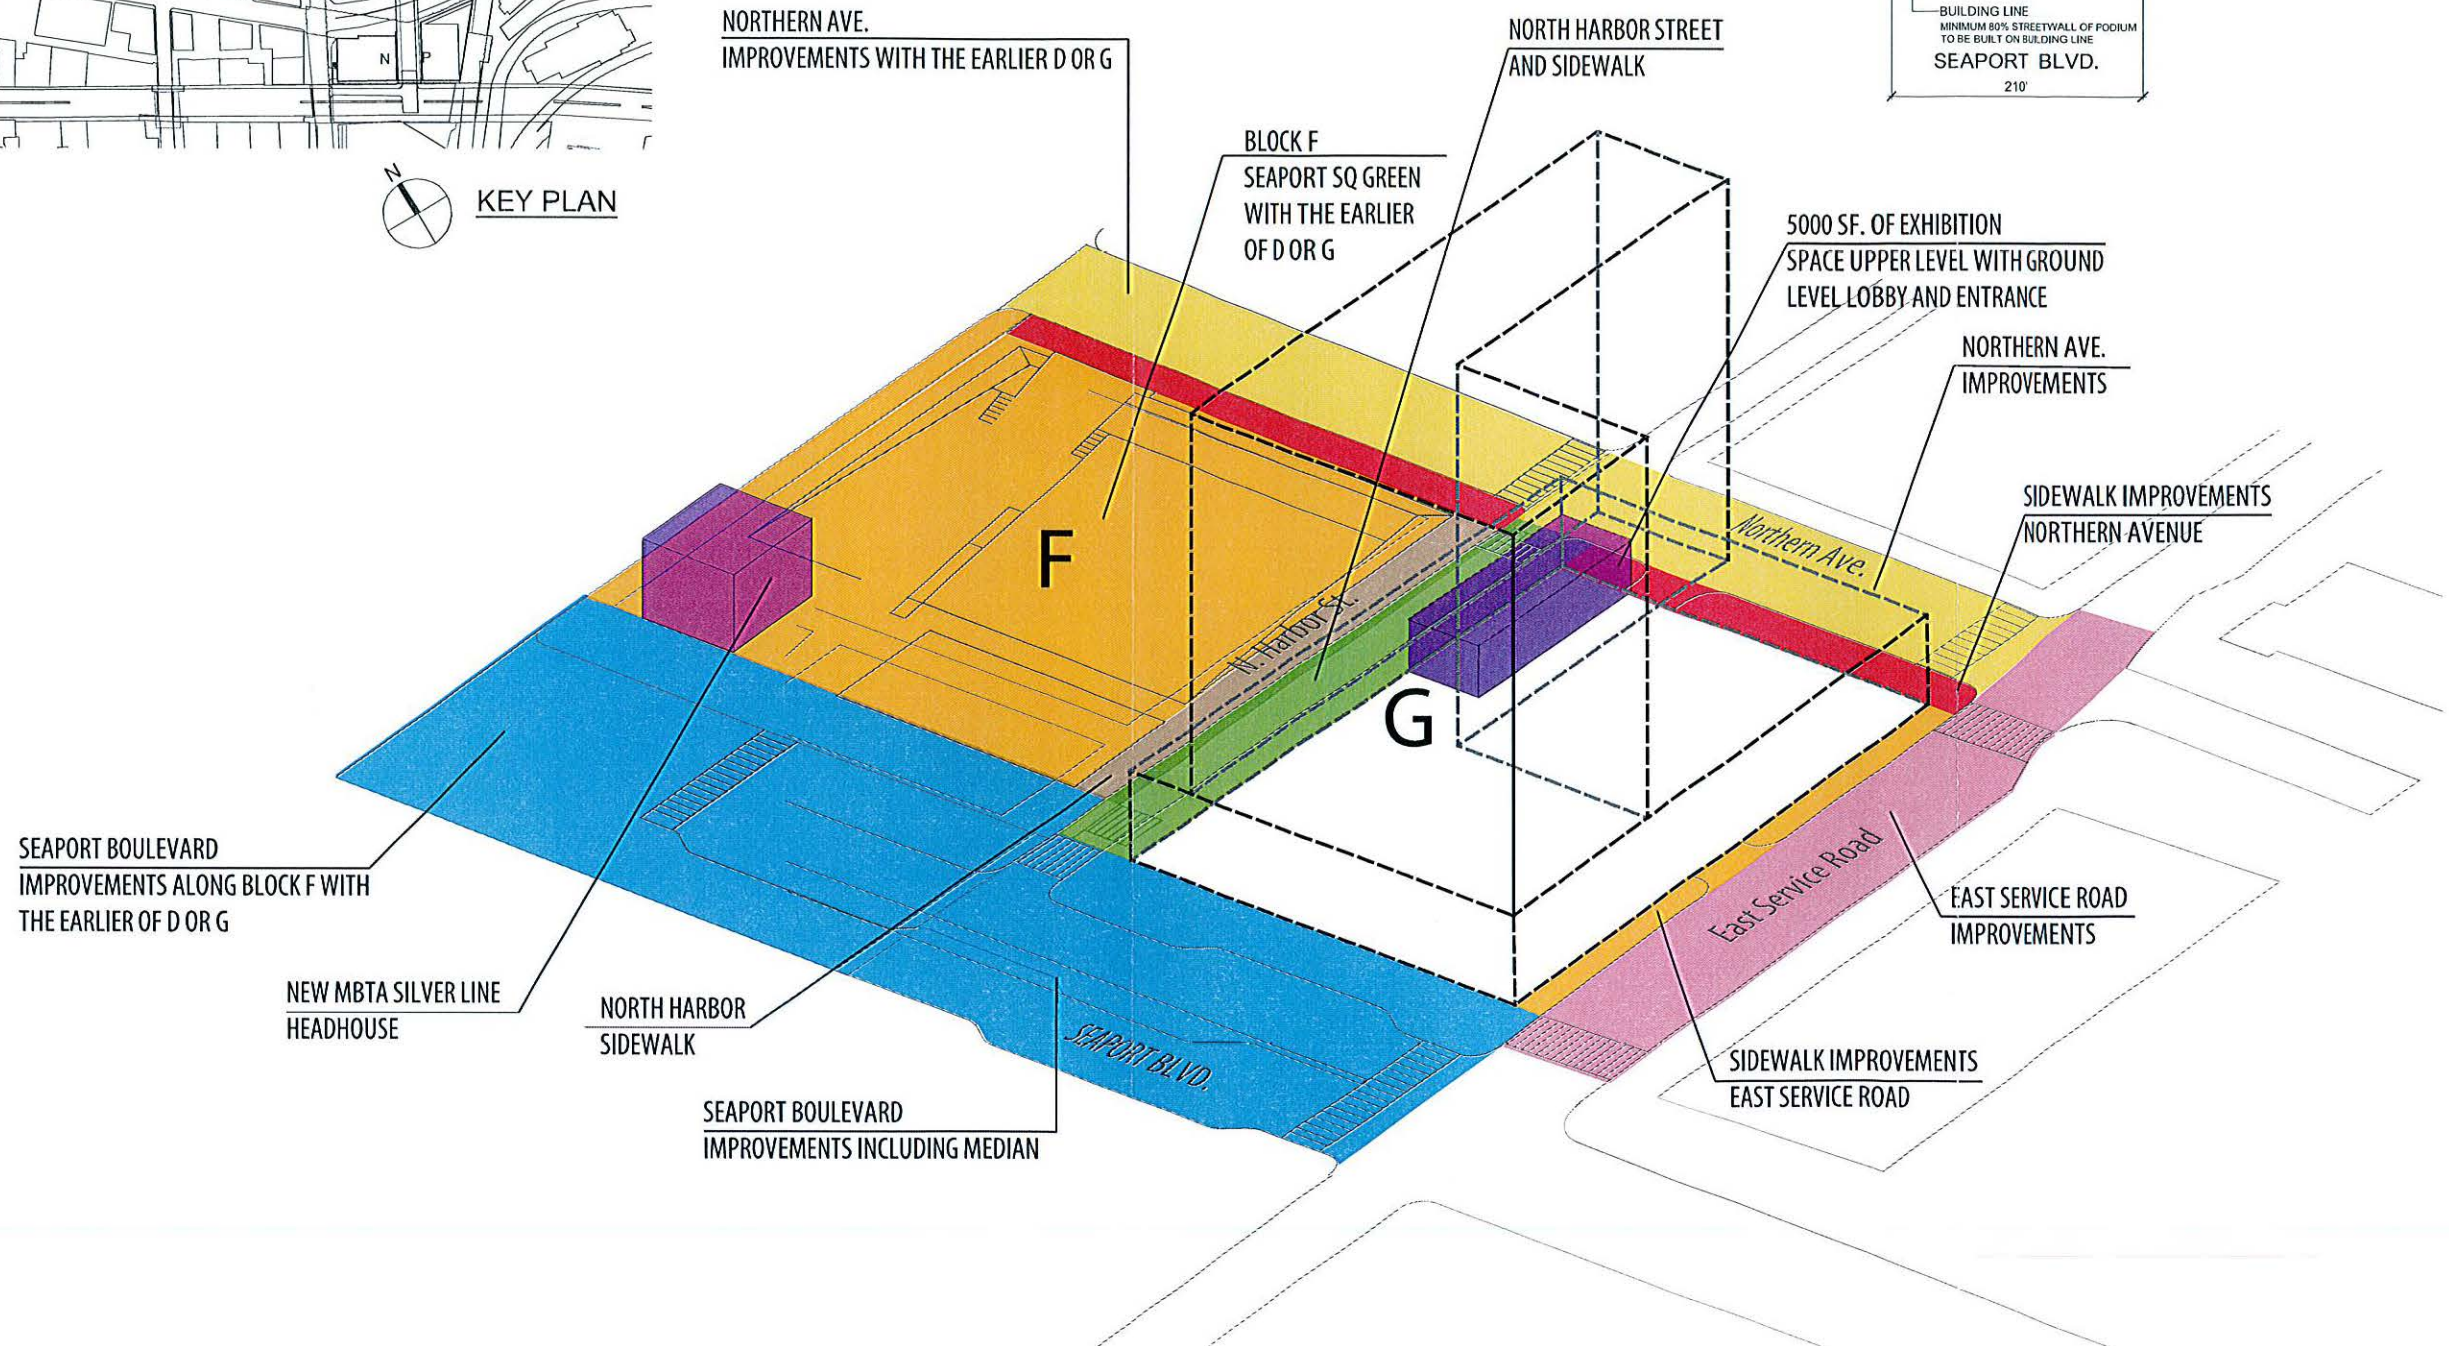 N P
N
KEY PLAN
BUILDING LINE
MINIMUM 80% STREETWALL OF PODIUM
TO BE BUILT ON BUILDING LINE
SEAPORT BLVD.
210'
NORTHERN AVE.
IMPROVEMENTS WITH THE EARLIER D OR G
NORTH HARBOR STREET
AND SIDEWALK
BLOCK F
SEAPORT SQ GREEN
WITH THE EARLIER
OF D OR G
5000 SF. OF EXHIBITION
SPACE UPPER LEVEL WITH GROUND
LEVEL LOBBY AND ENTRANCE
NORTHERN AVE.
IMPROVEMENTS
SIDEWALK IMPROVEMENTS
NORTHERN AVENUE
Northern Ave.
F
N. Harbor St.
G
East Service Road
SEAPORT BOULEVARD
IMPROVEMENTS ALONG BLOCK F WITH
THE EARLIER OF D OR G
EAST SERVICE ROAD
IMPROVEMENTS
NEW MBTA SILVER LINE
HEADHOUSE
NORTH HARBOR
SIDEWALK
SEAPORT BLVD.
SIDEWALK IMPROVEMENTS
EAST SERVICE ROAD
SEAPORT BOULEVARD
IMPROVEMENTS INCLUDING MEDIAN